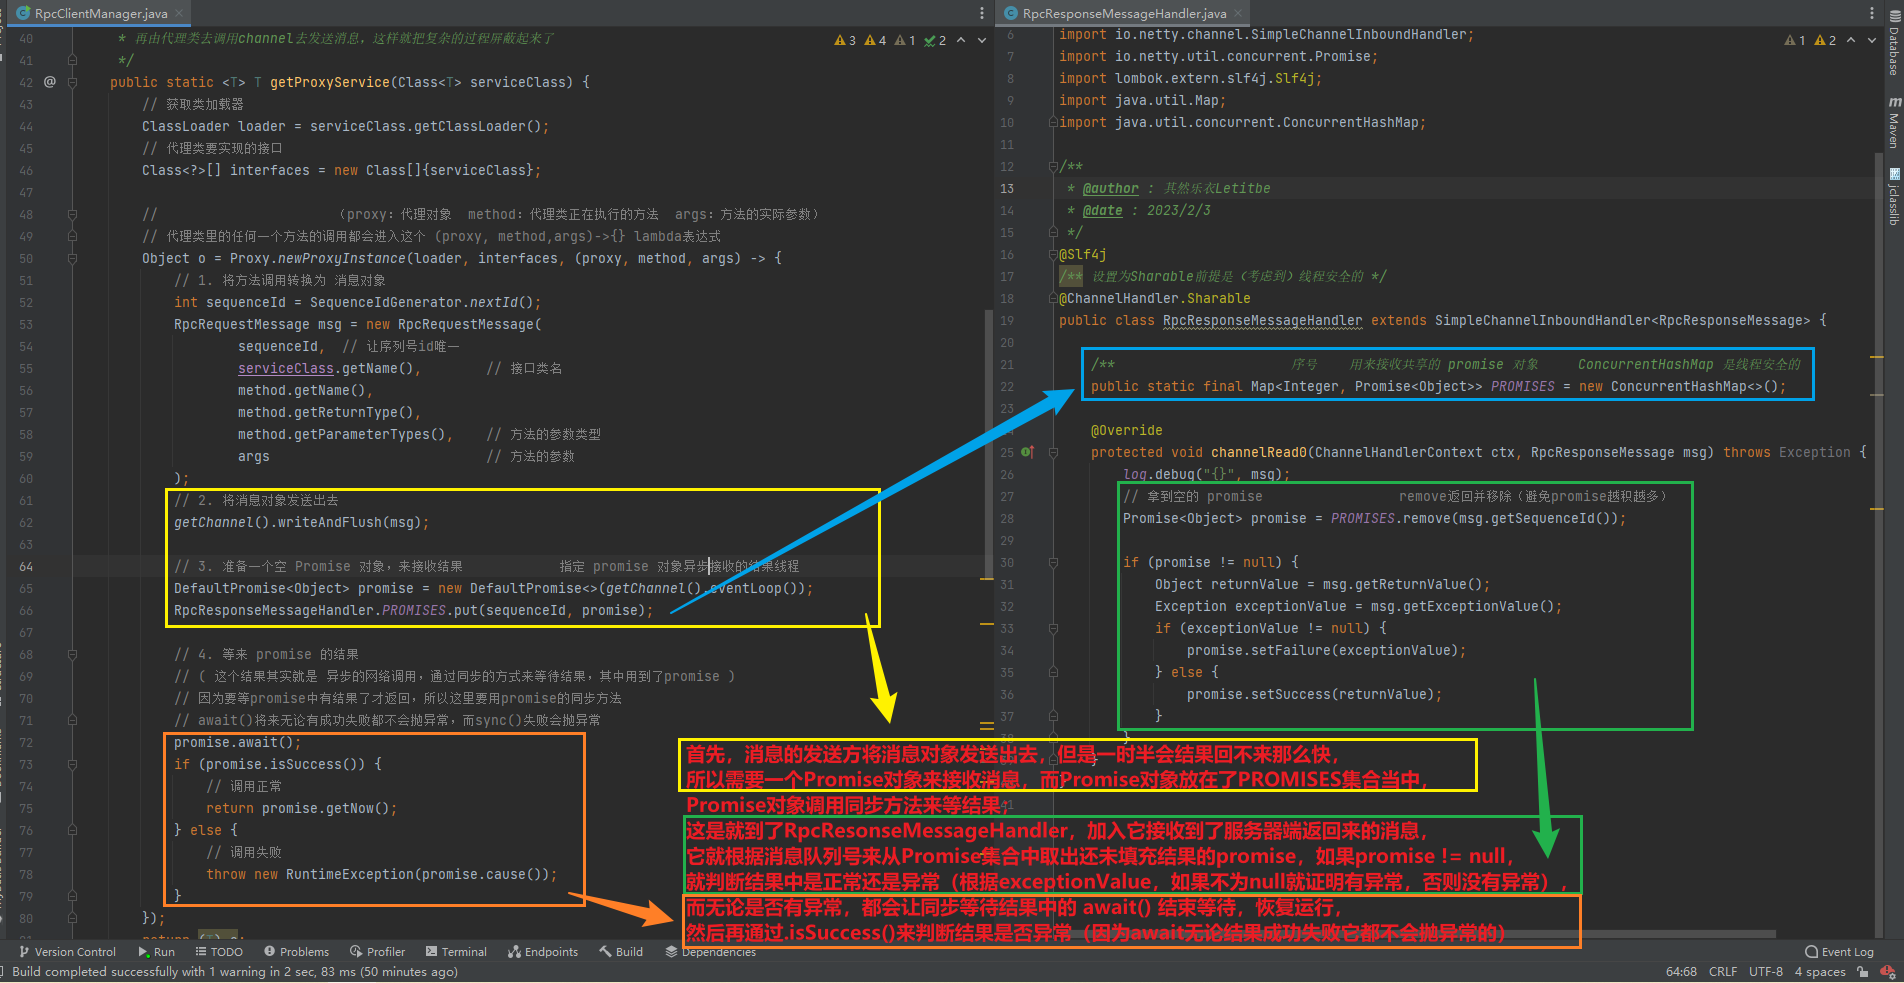 RpcClientManager.java
40 * 再由代理类去调用channel去发送消息，这样就把复杂的过程屏蔽起来了
3 4 1 2
41 */
42 @ public static <T> T getProxyService(Class<T> serviceClass) {
43 // 获取类加载器
44 ClassLoader loader = serviceClass.getClassLoader();
45 // 代理类要实现的接口
46 Class<?>[] interfaces = new Class[]{serviceClass};
47
48 // （proxy：代理对象 method：代理类正在执行的方法 args：方法的实际参数）
49 // 代理类里的任何一个方法的调用都会进入这个 (proxy, method,args)->{} lambda表达式
50 Object o = Proxy.newProxyInstance(loader, interfaces, (proxy, method, args) -> {
51 // 1. 将方法调用转换为 消息对象
52 int sequenceId = SequenceIdGenerator.nextId();
53 RpcRequestMessage msg = new RpcRequestMessage(
54 sequenceId, // 让序列号id唯一
55 serviceClass.getName(), // 接口类名
56 method.getName(),
57 method.getReturnType(),
58 method.getParameterTypes(), // 方法的参数类型
59 args // 方法的参数
60 );
61 // 2. 将消息对象发送出去
62 getChannel().writeAndFlush(msg);
63
64 // 3. 准备一个空 Promise 对象，来接收结果 指定 promise 对象异步接收的结果线程
65 DefaultPromise<Object> promise = new DefaultPromise<>(getChannel().eventLoop());
66 RpcResponseMessageHandler.PROMISES.put(sequenceId, promise);
67
68 // 4. 等来 promise 的结果
69 // ( 这个结果其实就是 异步的网络调用，通过同步的方式来等待结果，其中用到了promise )
70 // 因为要等promise中有结果了才返回，所以这里要用promise的同步方法
71 // await()将来无论有成功失败都不会抛异常，而sync()失败会抛异常
72 promise.await();
73 if (promise.isSuccess()) {
74 // 调用正常
75 return promise.getNow();
76 } else {
77 // 调用失败
78 throw new RuntimeException(promise.cause());
79 }
80 });
RpcResponseMessageHandler.java
6 import io.netty.channel.SimpleChannelInboundHandler;
1 2
7 import io.netty.util.concurrent.Promise;
8 import lombok.extern.slf4j.Slf4j;
9 import java.util.Map;
10 import java.util.concurrent.ConcurrentHashMap;
11
12 /**
13 * @author : 其然乐衣Letitbe
14 * @date : 2023/2/3
15 */
16 @Slf4j
17 /** 设置为Sharable前提是（考虑到）线程安全的 */
18 @ChannelHandler.Sharable
19 public class RpcResponseMessageHandler extends SimpleChannelInboundHandler<RpcResponseMessage> {
20
21 /** 序号 用来接收共享的 promise 对象 ConcurrentHashMap 是线程安全的
22 public static final Map<Integer, Promise<Object>> PROMISES = new ConcurrentHashMap<>();
23
@Override
25 protected void channelRead0(ChannelHandlerContext ctx, RpcResponseMessage msg) throws Exception {
26 log.debug("{}", msg);
27 // 拿到空的 promise remove返回并移除（避免promise越积越多）
28 Promise<Object> promise = PROMISES.remove(msg.getSequenceId());
29
30 if (promise != null) {
31 Object returnValue = msg.getReturnValue();
32 Exception exceptionValue = msg.getExceptionValue();
33 if (exceptionValue != null) {
34 promise.setFailure(exceptionValue);
35 } else {
36 promise.setSuccess(returnValue);
37 }
}
首先，消息的发送方将消息对象发送出去，但是一时半会结果回不来那么快，
所以需要一个Promise对象来接收消息，而Promise对象放在了PROMISES集合当中，
Promise对象调用同步方法来等结果；
41
这是就到了RpcResonseMessageHandler，加入它接收到了服务器端返回来的消息，
它就根据消息队列号来从Promise集合中取出还未填充结果的promise，如果promise != null，
就判断结果中是正常还是异常（根据exceptionValue，如果不为null就证明有异常，否则没有异常），
而无论是否有异常，都会让同步等待结果中的 await() 结束等待，恢复运行，
然后再通过.isSuccess()来判断结果是否异常（因为await无论结果成功失败它都不会抛异常的）
Database
Maven
jclasslib
Version Control Run TODO Problems Profiler Terminal Endpoints Build Dependencies Event Log
Build completed successfully with 1 warning in 2 sec, 83 ms (50 minutes ago) 64:68 CRLF UTF-8 4 spaces